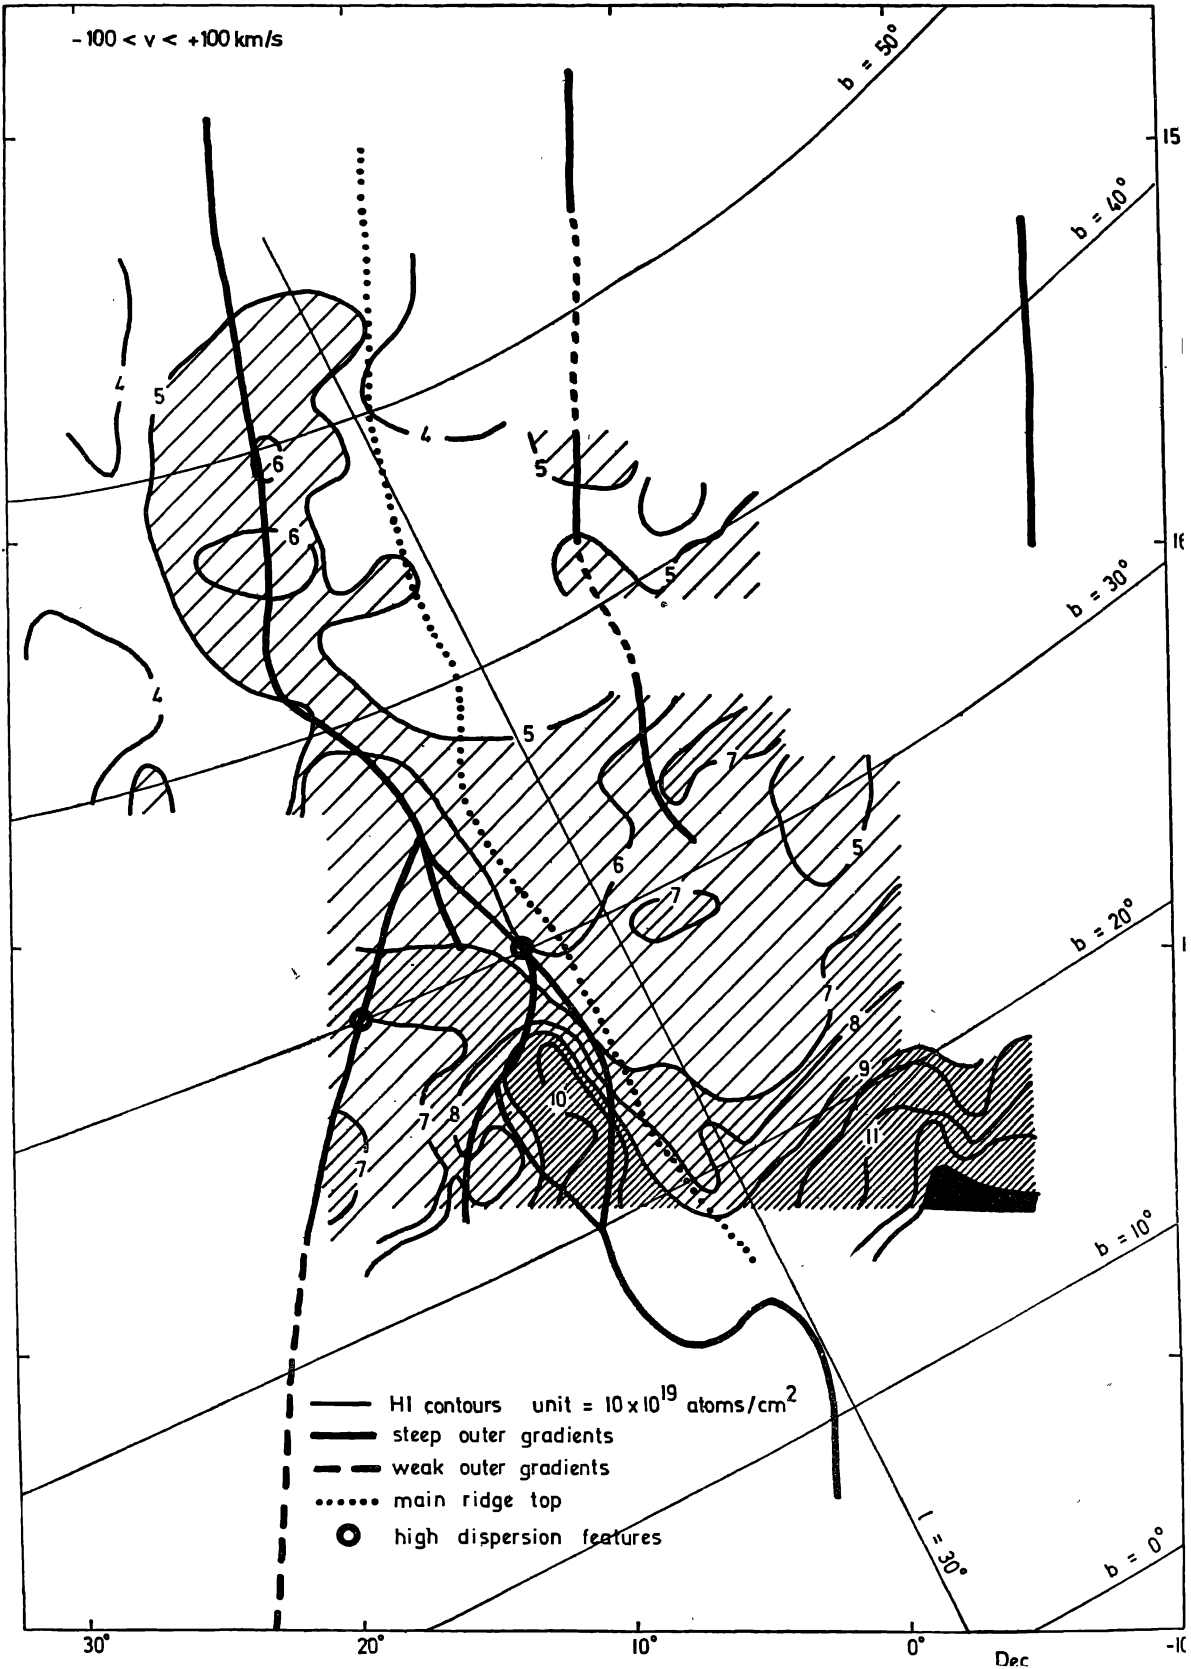 -100 < v < +100 km/s
b = 50°
15
b = 40°
4
5
4
5
6
6
5
16
b = 30°
4
5
7
5
6
7
b = 20°
7
8
9
10
7
8
11
7
b = 10°
HI contours unit = 10 x 10^19 atoms/cm^2
steep outer gradients
weak outer gradients
main ridge top
high dispersion features
l = 30°
b = 0°
30°
20°
10°
0°
Dec